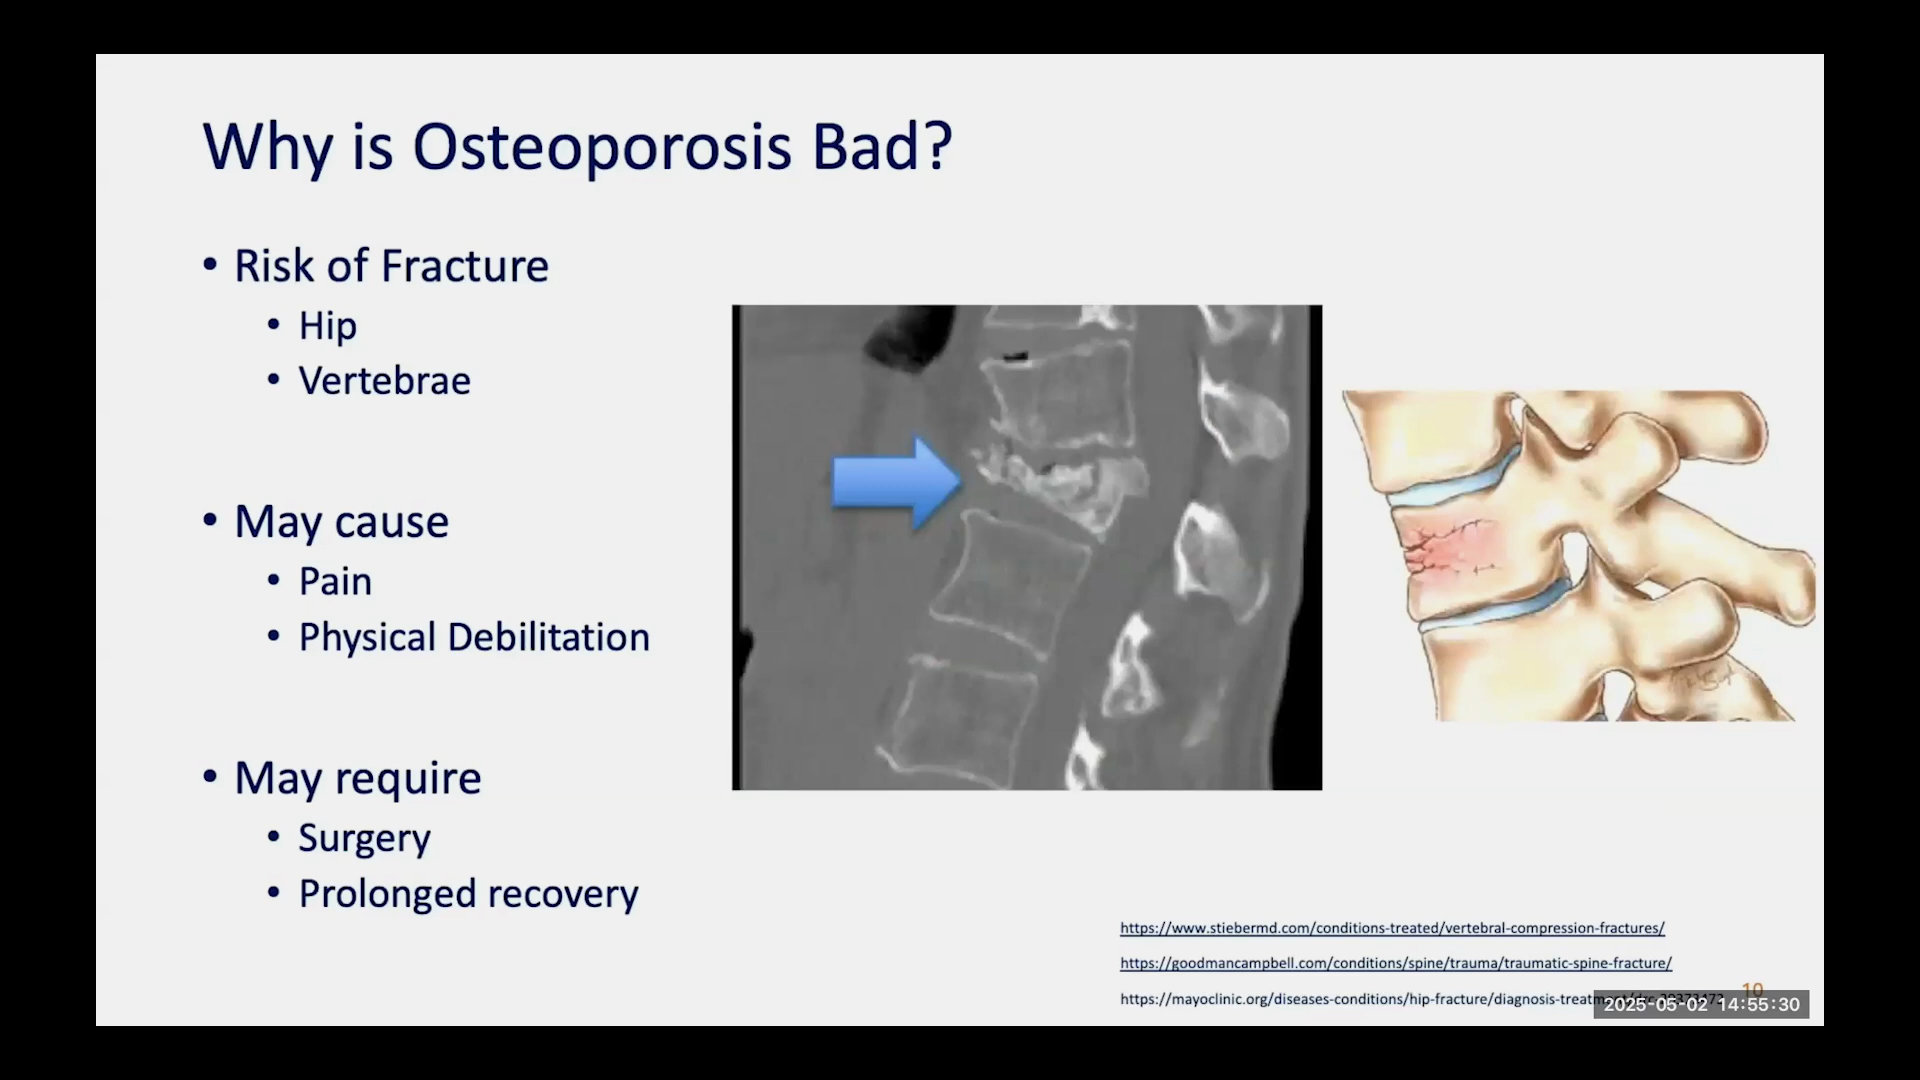 Why is Osteoporosis Bad?
• Risk of Fracture
• Hip
• Vertebrae
• May cause
• Pain
• Physical Debilitation
• May require
• Surgery
• Prolonged recovery
https://www.stiebermd.com/conditions-treated/vertebral-compression-fractures/
https://goodmancampbell.com/conditions/spine/trauma/traumatic-spine-fracture/
https://mayoclinic.org/diseases-conditions/hip-fracture/diagnosis-treatm
10
2025-05-02 14:55:30